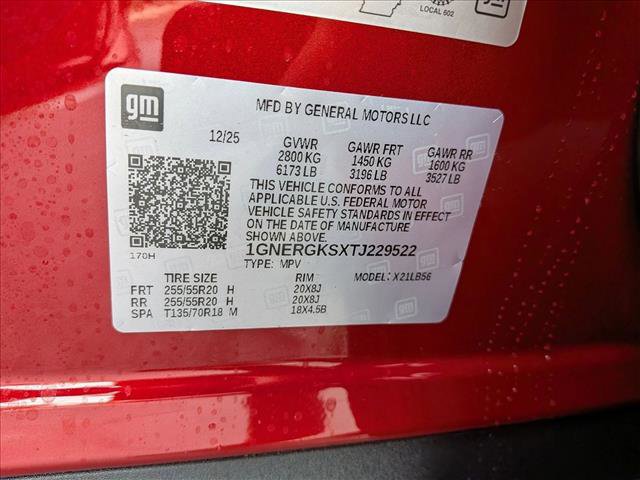 LOCAL 602
gm
gm
MFD BY GENERAL MOTORS LLC
12/25 GVWR GAWR FRT GAWR RR
2800 KG 1450 KG 1600 KG
6173 LB 3196 LB 3527 LB
THIS VEHICLE CONFORMS TO ALL
APPLICABLE U.S. FEDERAL MOTOR
VEHICLE SAFETY STANDARDS IN EFFECT
ON THE DATE OF MANUFACTURE
SHOWN ABOVE.
170H 1GNERGKSXTJ229522
TYPE: MPV MODEL: X21LB56
TIRE SIZE RIM
FRT 255/55R20 H 20X8J
RR 255/55R20 H 20X8J
SPA T135/70R18 M 18X4.5B